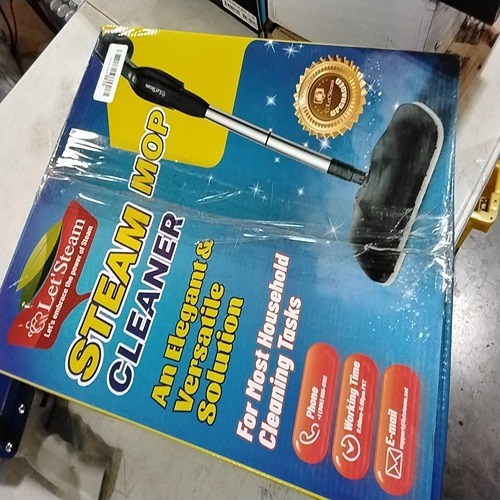 Let'Steam
Let's embrace the power of Steam
STEAM MOP
CLEANER
An Elegant &
Versatile
Solution
For Most Household
Cleaning Tasks
Phone
Working Time
E-mail